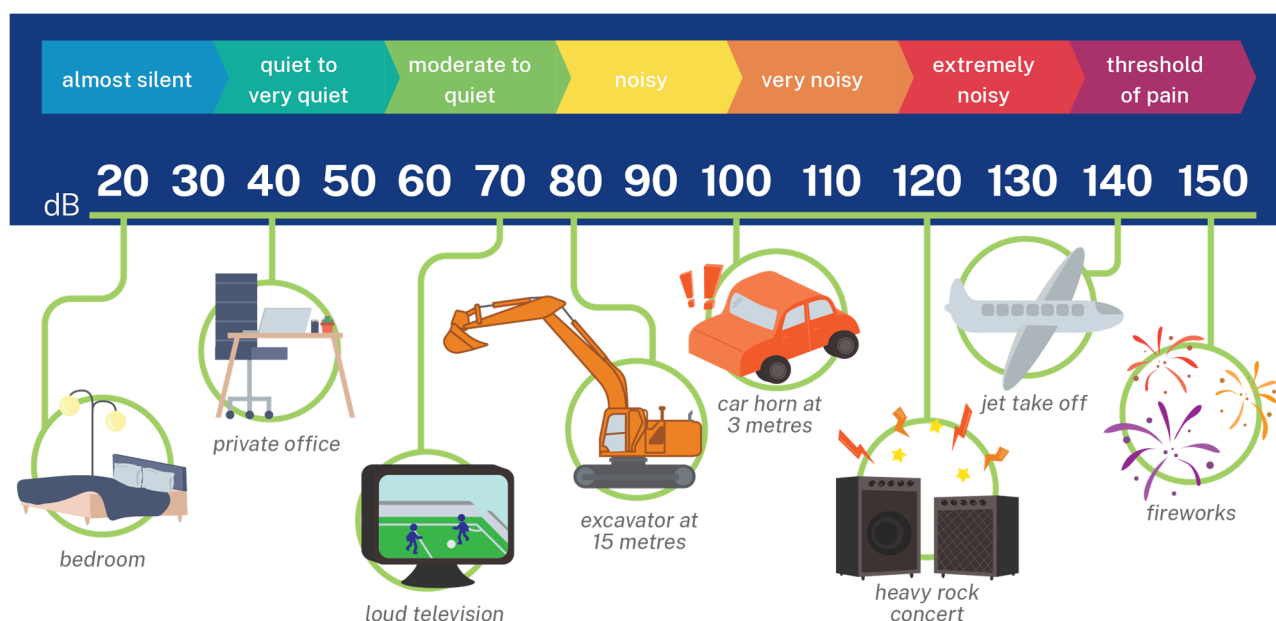 almost silent
quiet to
very quiet
moderate to
quiet
noisy
very noisy
extremely
noisy
threshold
of pain
dB 20 30 40 50 60 70 80 90 100 110 120 130 140 150
bedroom
private office
loud television
excavator at
15 metres
car horn at
3 metres
heavy rock
concert
jet take off
fireworks